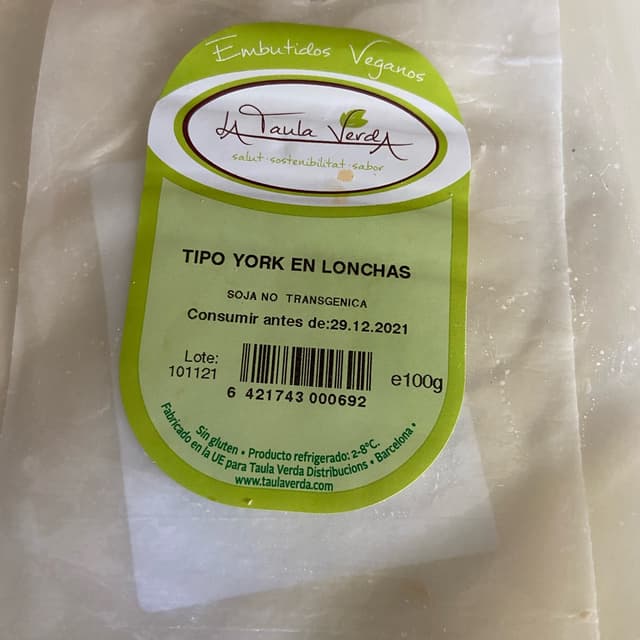 Embutidos Veganos
LA Taula VerdA
salut·sostenibilitat·sabor
TIPO YORK EN LONCHAS
SOJA NO TRANSGENICA
Consumir antes de:29.12.2021
Lote:
101121
e100g
6 421743 000692
Sin gluten • Producto refrigerado: 2-8°C.
Fabricado en la UE para Taula Verda Distribucions • Barcelona •
www.taulaverda.com